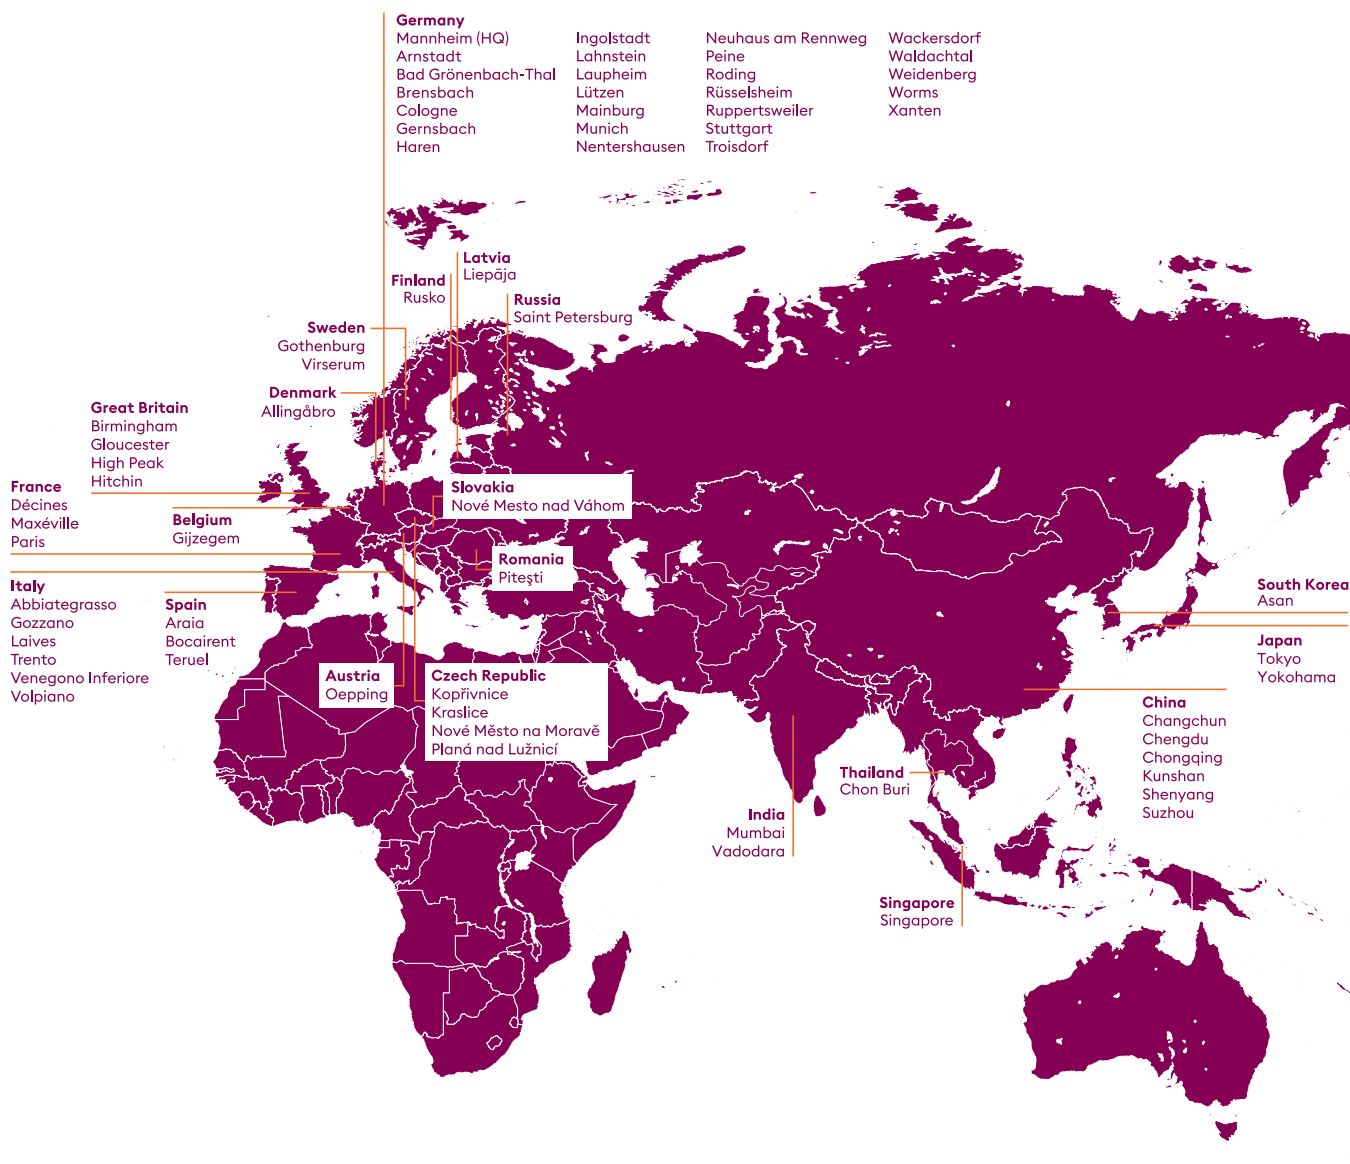 Germany
Mannheim (HQ)
Arnstadt
Bad Grönenbach-Thal
Brensbach
Cologne
Gernsbach
Haren
Ingolstadt
Lahnstein
Laupheim
Lützen
Mainburg
Munich
Nentershausen
Neuhaus am Rennweg
Peine
Roding
Rüsselsheim
Ruppertsweiler
Stuttgart
Troisdorf
Wackersdorf
Waldachtal
Weidenberg
Worms
Xanten
Latvia
Liepāja
Finland
Rusko
Russia
Saint Petersburg
Sweden
Gothenburg
Virserum
Denmark
Allingåbro
Great Britain
Birmingham
Gloucester
High Peak
Hitchin
France
Décines
Maxéville
Paris
Belgium
Gijzegem
Slovakia
Nové Mesto nad Váhom
Romania
Piteşti
Italy
Abbiategrasso
Gozzano
Laives
Trento
Venegono Inferiore
Volpiano
Spain
Araia
Bocairent
Teruel
Austria
Oepping
Czech Republic
Kopřivnice
Kraslice
Nové Město na Moravě
Planá nad Lužnicí
South Korea
Asan
Japan
Tokyo
Yokohama
China
Changchun
Chengdu
Chongqing
Kunshan
Shenyang
Suzhou
Thailand
Chon Buri
India
Mumbai
Vadodara
Singapore
Singapore